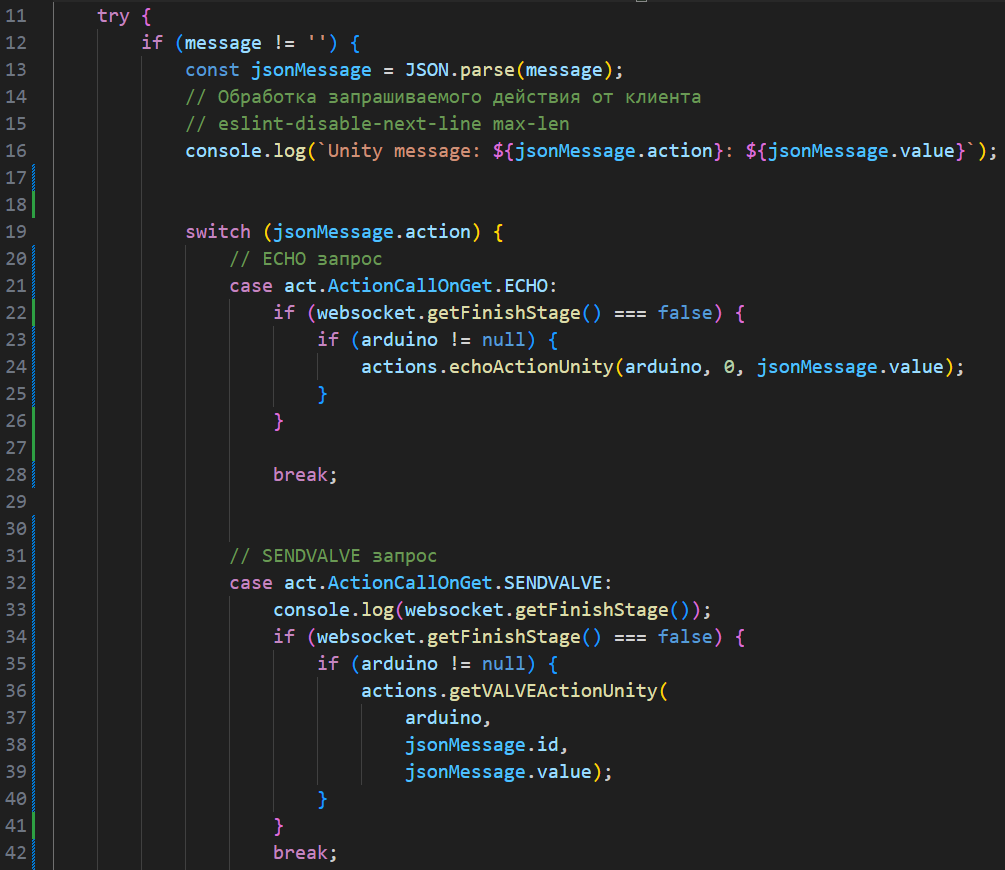 11 try {
12 if (message != '') {
13 const jsonMessage = JSON.parse(message);
14 // Обработка запрашиваемого действия от клиента
15 // eslint-disable-next-line max-len
16 console.log(`Unity message: ${jsonMessage.action}: ${jsonMessage.value}`);
17
18
19 switch (jsonMessage.action) {
20 // ECHO запрос
21 case act.ActionCallOnGet.ECHO:
22 if (websocket.getFinishStage() === false) {
23 if (arduino != null) {
24 actions.echoActionUnity(arduino, 0, jsonMessage.value);
25 }
26 }
27
28 break;
29
30
31 // SENDVALVE запрос
32 case act.ActionCallOnGet.SENDVALVE:
33 console.log(websocket.getFinishStage());
34 if (websocket.getFinishStage() === false) {
35 if (arduino != null) {
36 actions.getVALVEActionUnity(
37 arduino,
38 jsonMessage.id,
39 jsonMessage.value);
40 }
41 }
42 break;